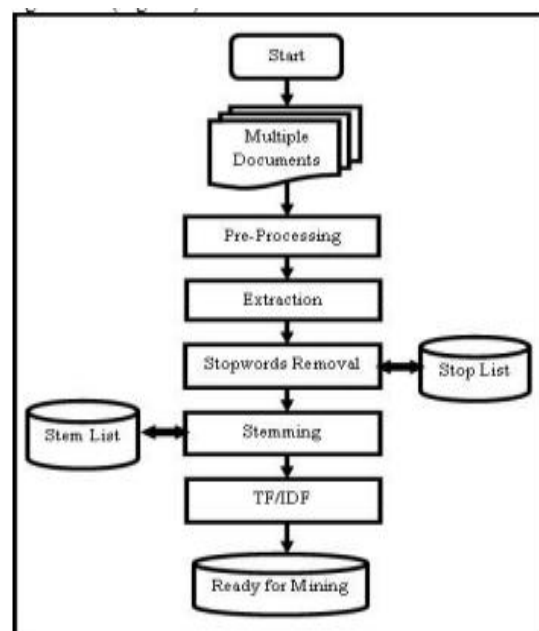 Start
Multiple
Documents
Pre-Processing
Extraction
Stopwords Removal
Stop List
Stem List
Stemming
TF/IDF
Ready for Mining